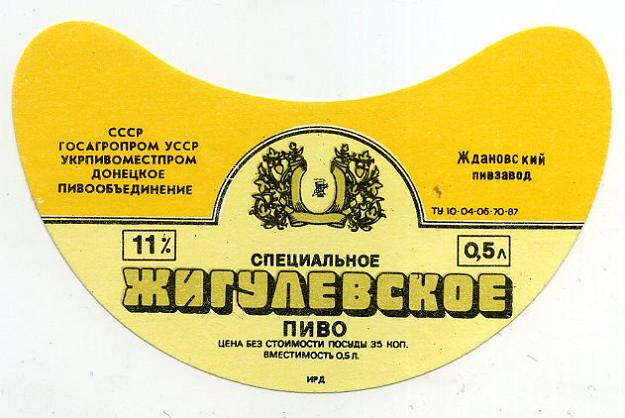 СССР
ГОСАГРОПРОМ УССР
УКРПИВОМЕСТПРОМ
ДОНЕЦКОЕ
ПИВООБЪЕДИНЕНИЕ
Ждановский
пивзавод
ТУ 10-04-06-70-87
11%
0,5 л
СПЕЦИАЛЬНОЕ
ЖИГУЛЕВСКОЕ
ПИВО
ЦЕНА БЕЗ СТОИМОСТИ ПОСУДЫ 35 КОП.
ВМЕСТИМОСТЬ 0,5 Л.
ИРД